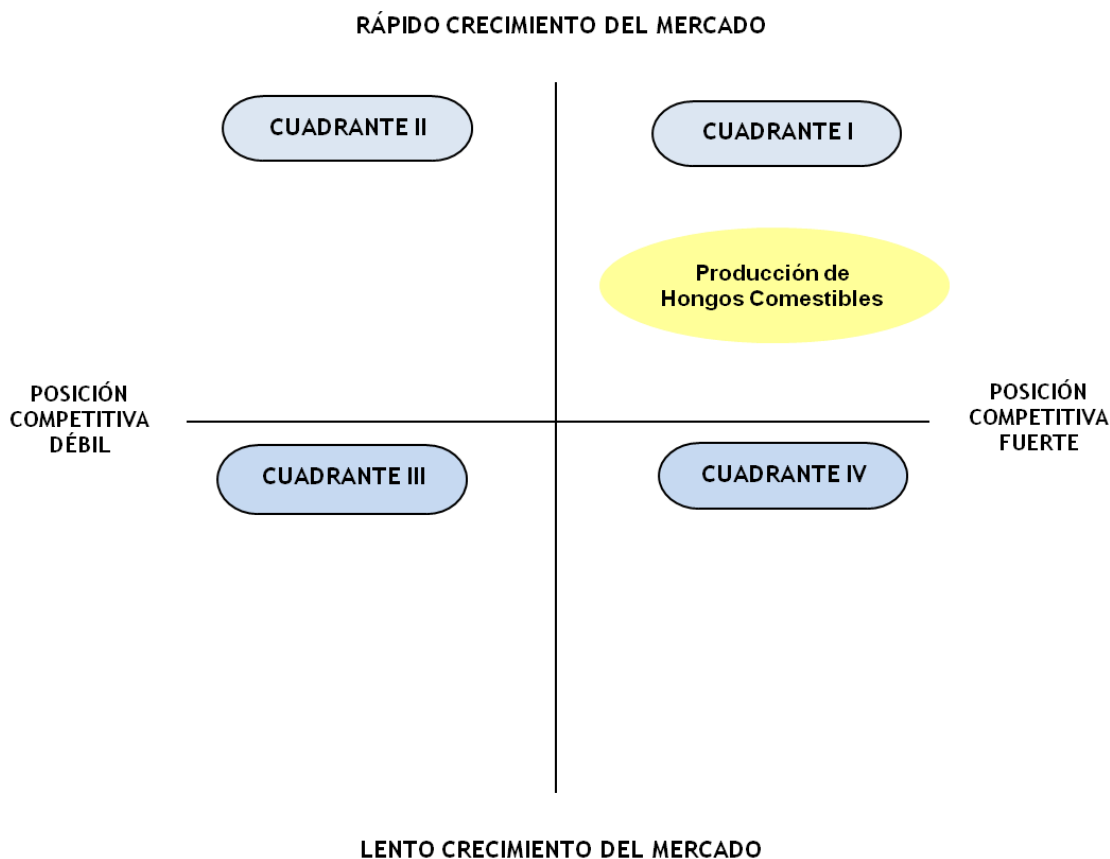 RÁPIDO CRECIMIENTO DEL MERCADO
CUADRANTE II
CUADRANTE I
Producción de
Hongos Comestibles
POSICIÓN
COMPETITIVA
DÉBIL
POSICIÓN
COMPETITIVA
FUERTE
CUADRANTE III
CUADRANTE IV
LENTO CRECIMIENTO DEL MERCADO